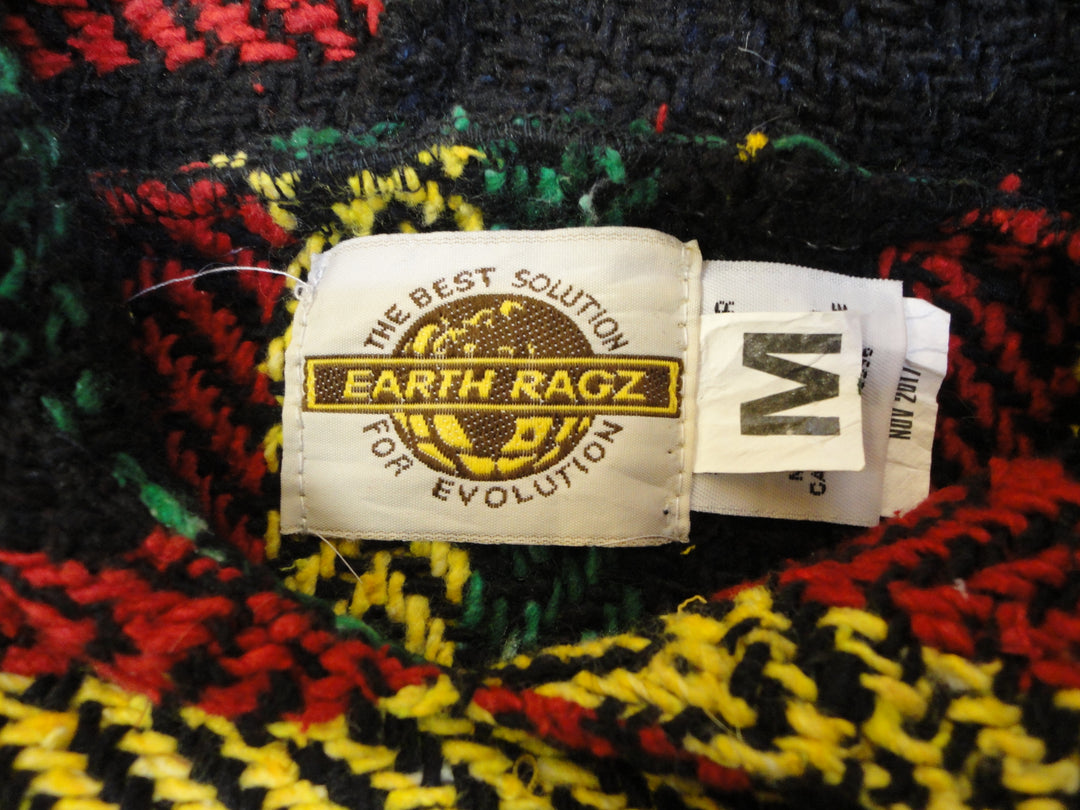 THE BEST SOLUTION
EARTH RAGZ
FOR EVOLUTION
M
NOV 2017